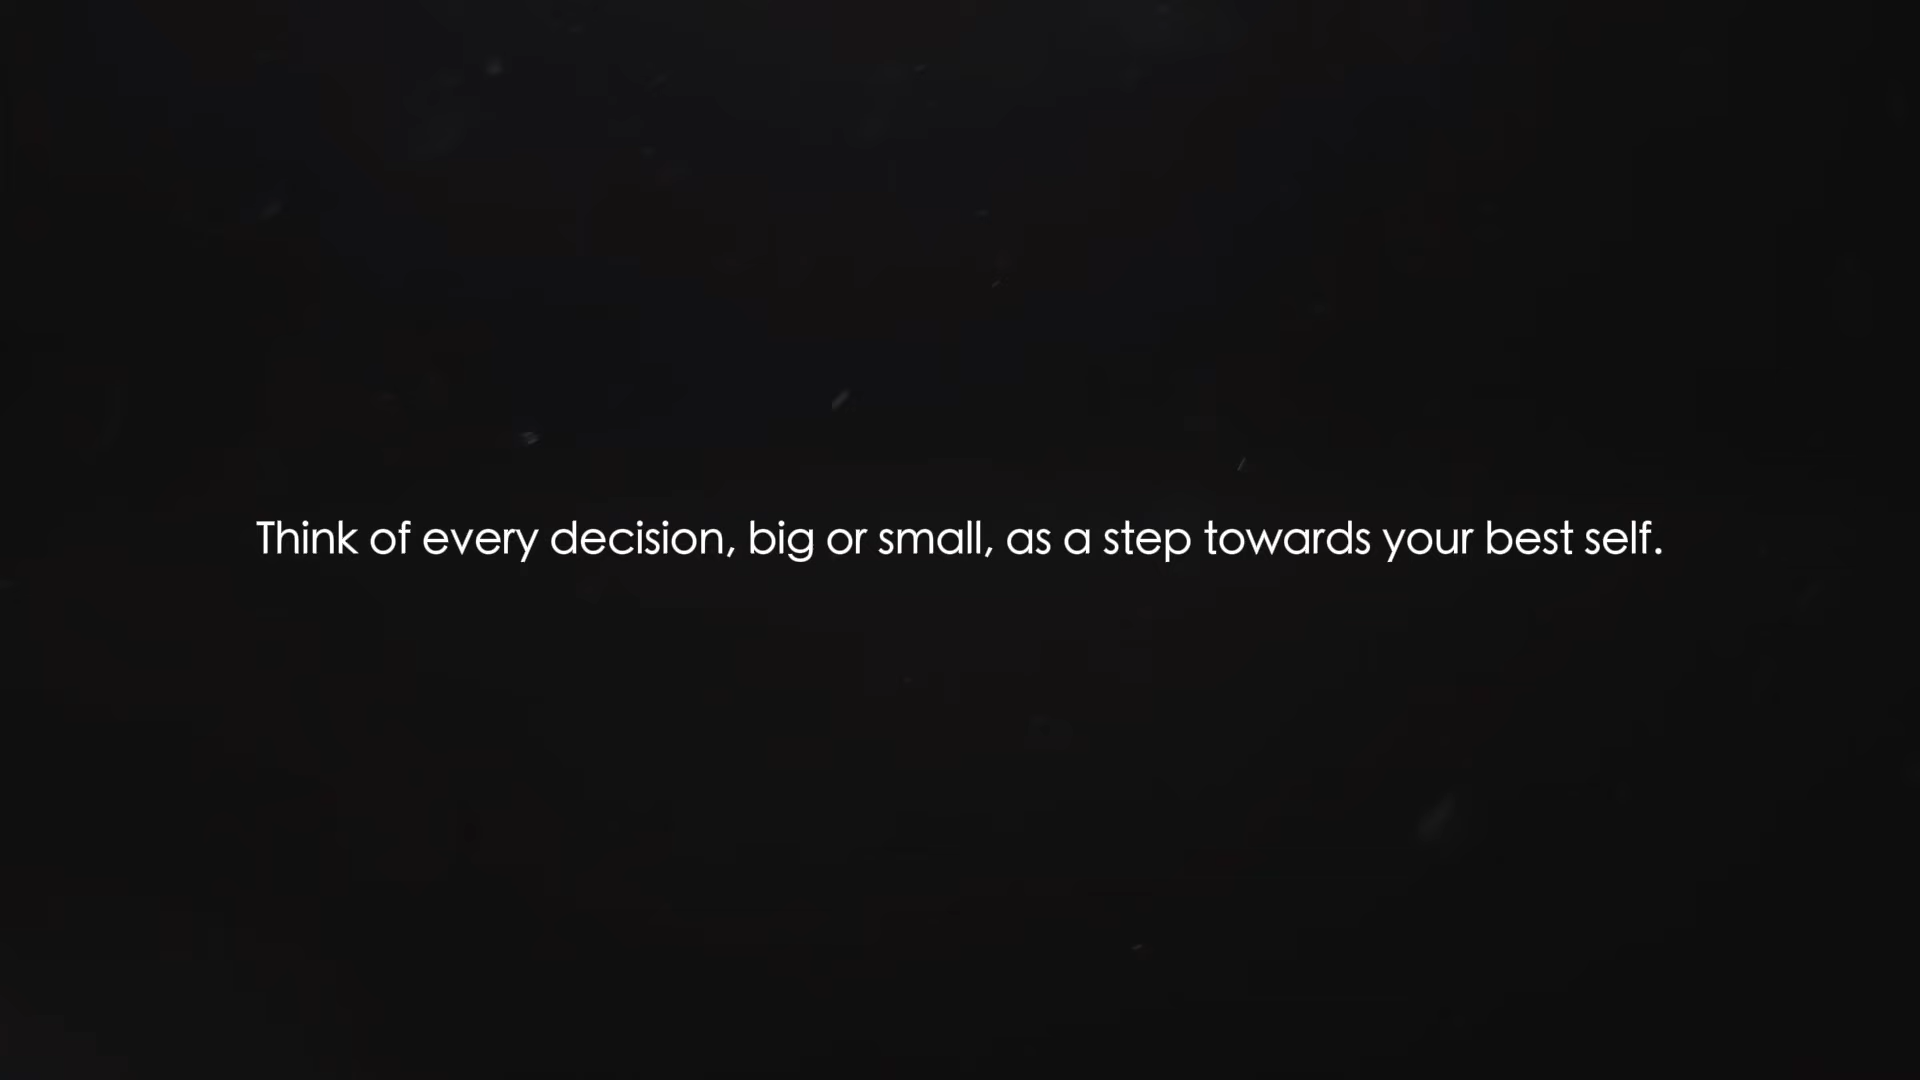 Think of every decision, big or small, as a step towards your best self.